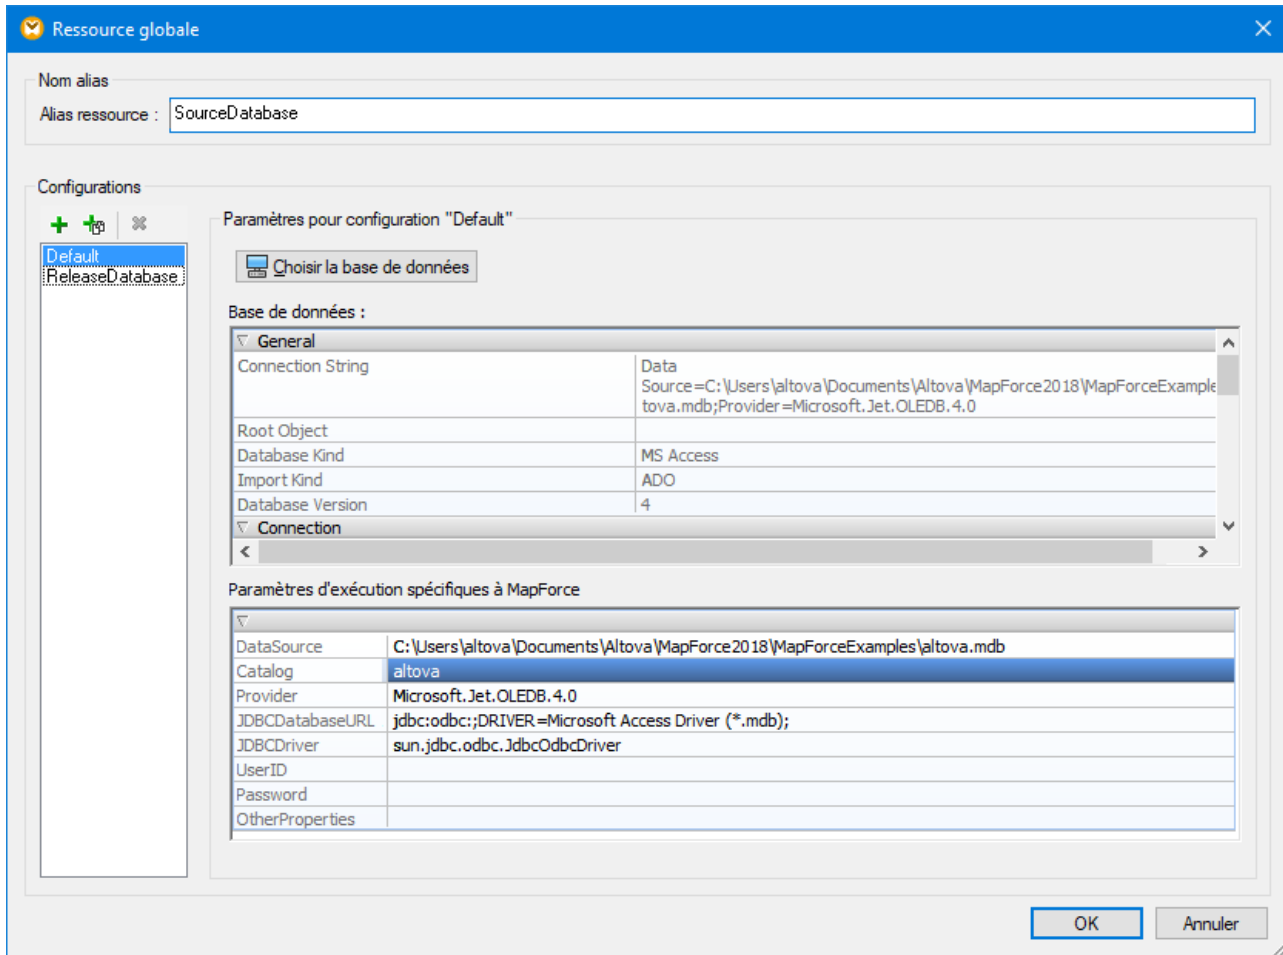 Ressource globale
Nom alias
Alias ressource : SourceDatabase
Configurations
Default
ReleaseDatabase
Paramètres pour configuration "Default"
Choisir la base de données
Base de données :
General
Connection String Data
Source=C:\Users\altova\Documents\Altova\MapForce2018\MapForceExample
tova.mdb;Provider=Microsoft.Jet.OLEDB.4.0
Root Object
Database Kind MS Access
Import Kind ADO
Database Version 4
Connection
Paramètres d'exécution spécifiques à MapForce
DataSource C:\Users\altova\Documents\Altova\MapForce2018\MapForceExamples\altova.mdb
Catalog altova
Provider Microsoft.Jet.OLEDB.4.0
JDBCDatabaseURL jdbc:odbc:;DRIVER=Microsoft Access Driver (*.mdb);
JDBCDriver sun.jdbc.odbc.JdbcOdbcDriver
UserID
Password
OtherProperties
OK Annuler